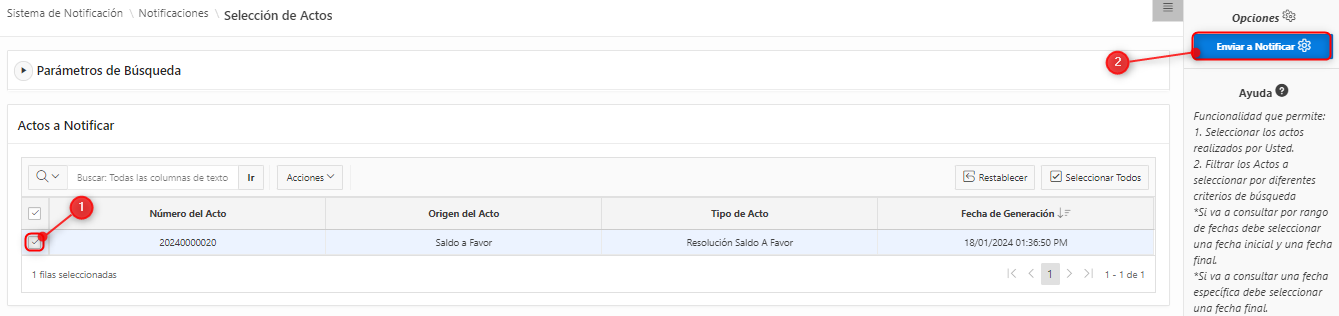 Sistema de Notificación \ Notificaciones \ Selección de Actos
Parámetros de Búsqueda
Actos a Notificar
Buscar: Todas las columnas de texto
Ir
Acciones
Restablecer
Seleccionar Todos
Número del Acto
Origen del Acto
Tipo de Acto
Fecha de Generación
1
20240000020
Saldo a Favor
Resolución Saldo A Favor
18/01/2024 01:36:50 PM
1 filas seleccionadas
1
1 - 1 de 1
Opciones
Enviar a Notificar
2
Ayuda
Funcionalidad que permite:
1. Seleccionar los actos
realizados por Usted.
2. Filtrar los Actos a
seleccionar por diferentes
criterios de búsqueda
*Si va a consultar por rango
de fechas debe seleccionar
una fecha inicial y una fecha
final.
*Si va a consultar una fecha
específica debe seleccionar
una fecha final.